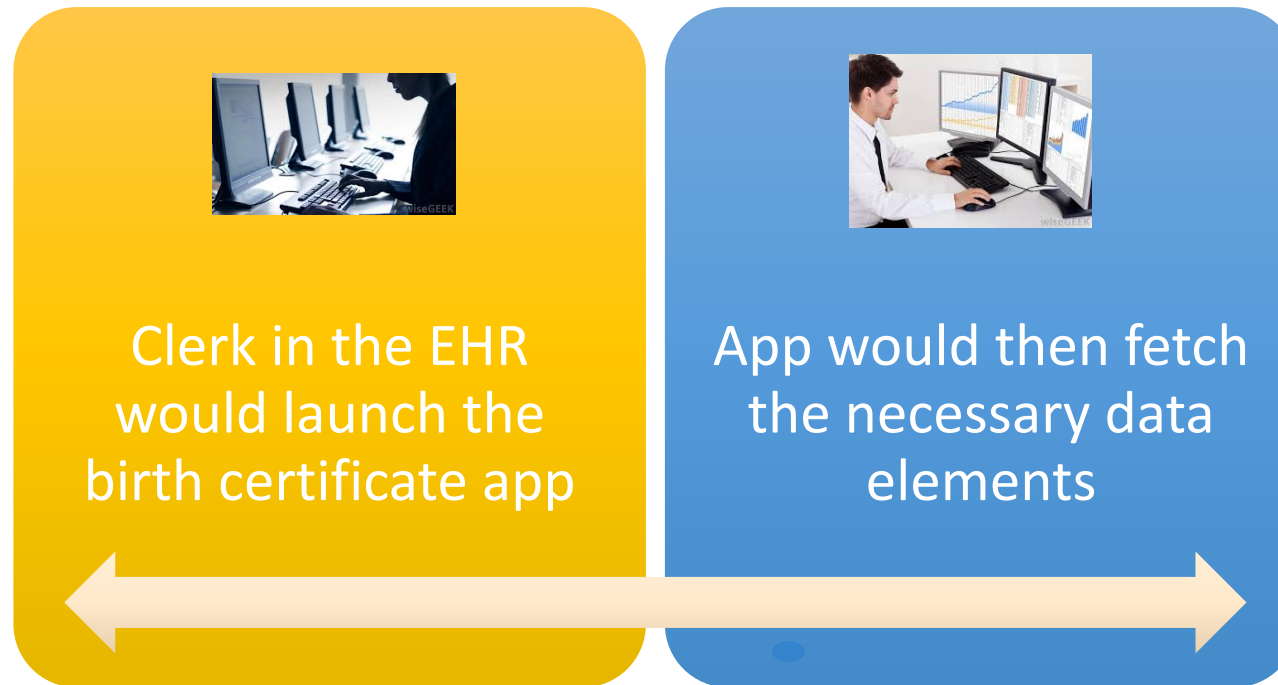 wiseGEEK
wiseGEEK
Clerk in the EHR
would launch the
birth certificate app
App would then fetch
the necessary data
elements